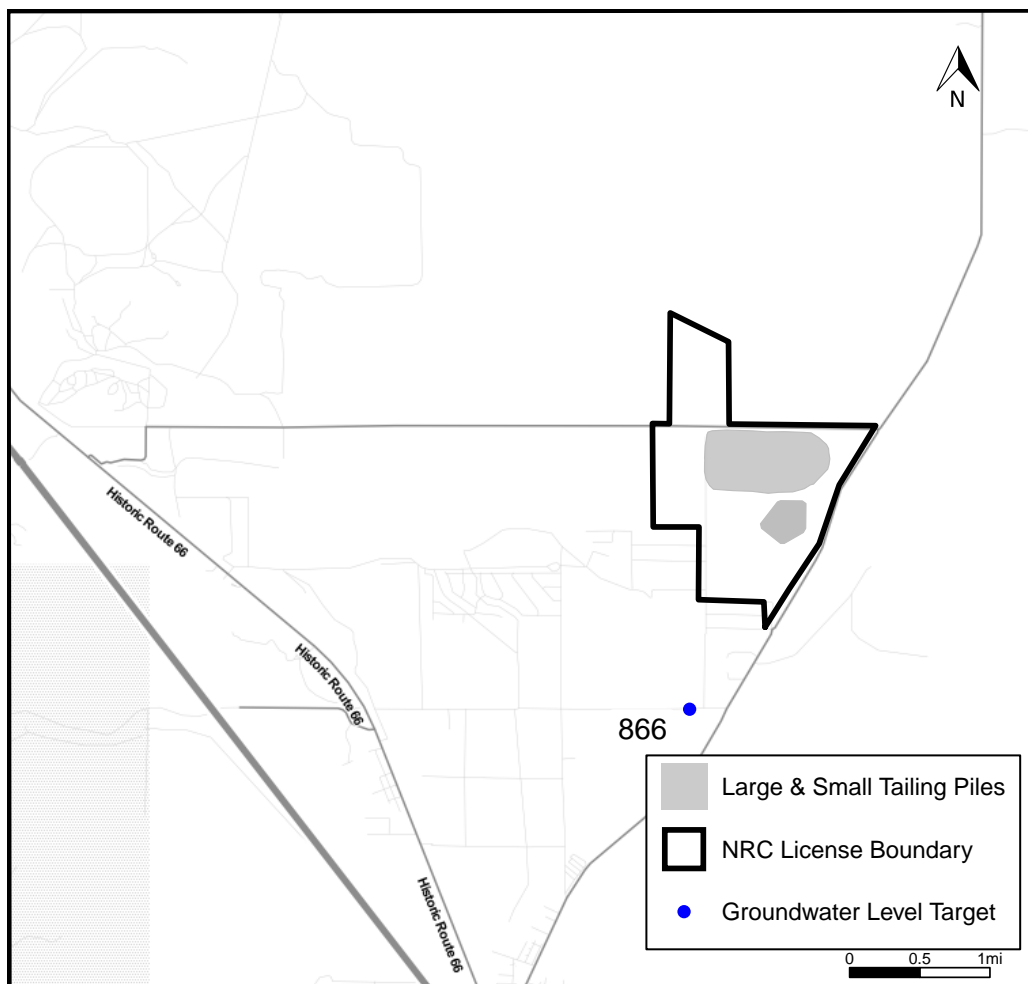 N
Historic Route 66
Historic Route 66
866
Historic Route 66
Large & Small Tailing Piles
NRC License Boundary
Groundwater Level Target
0 0.5 1mi